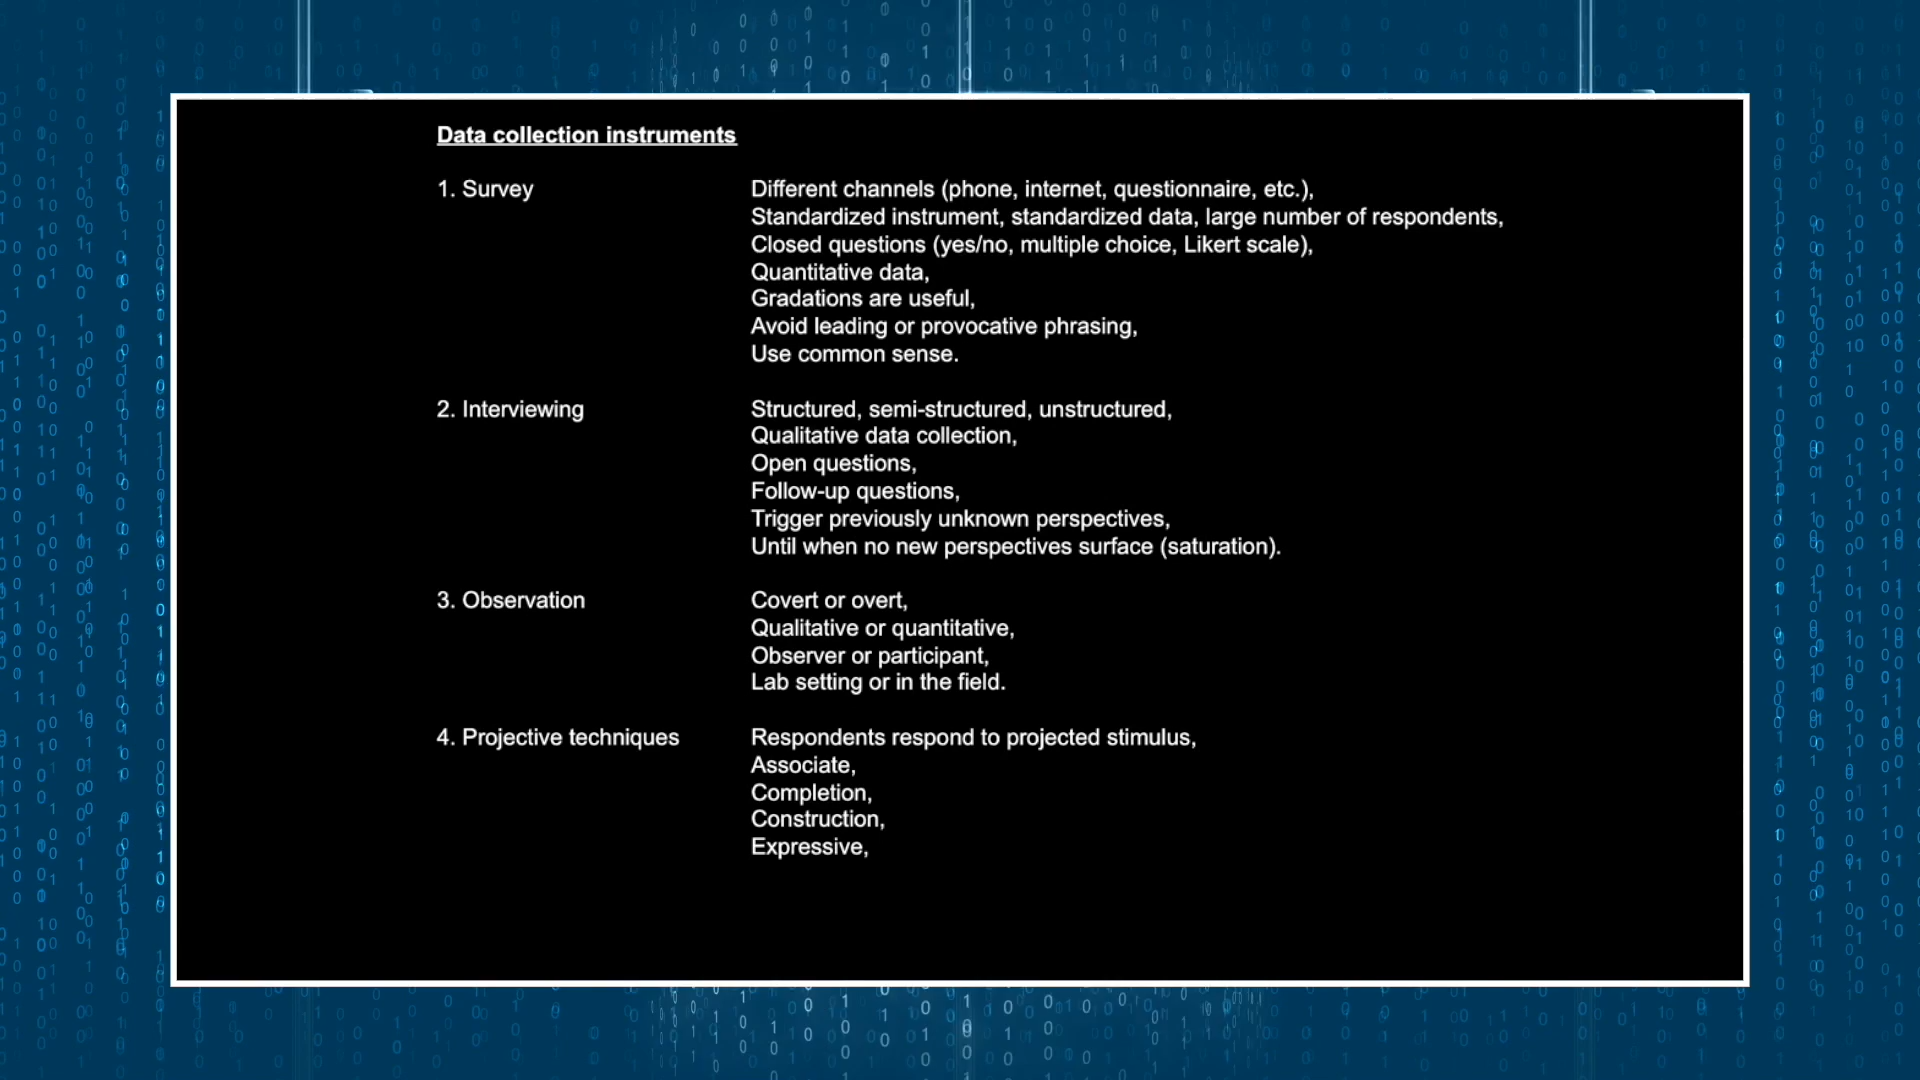 Data collection instruments
1. Survey
Different channels (phone, internet, questionnaire, etc.),
Standardized instrument, standardized data, large number of respondents,
Closed questions (yes/no, multiple choice, Likert scale),
Quantitative data,
Gradations are useful,
Avoid leading or provocative phrasing,
Use common sense.
2. Interviewing
Structured, semi-structured, unstructured,
Qualitative data collection,
Open questions,
Follow-up questions,
Trigger previously unknown perspectives,
Until when no new perspectives surface (saturation).
3. Observation
Covert or overt,
Qualitative or quantitative,
Observer or participant,
Lab setting or in the field.
4. Projective techniques
Respondents respond to projected stimulus,
Associate,
Completion,
Construction,
Expressive,